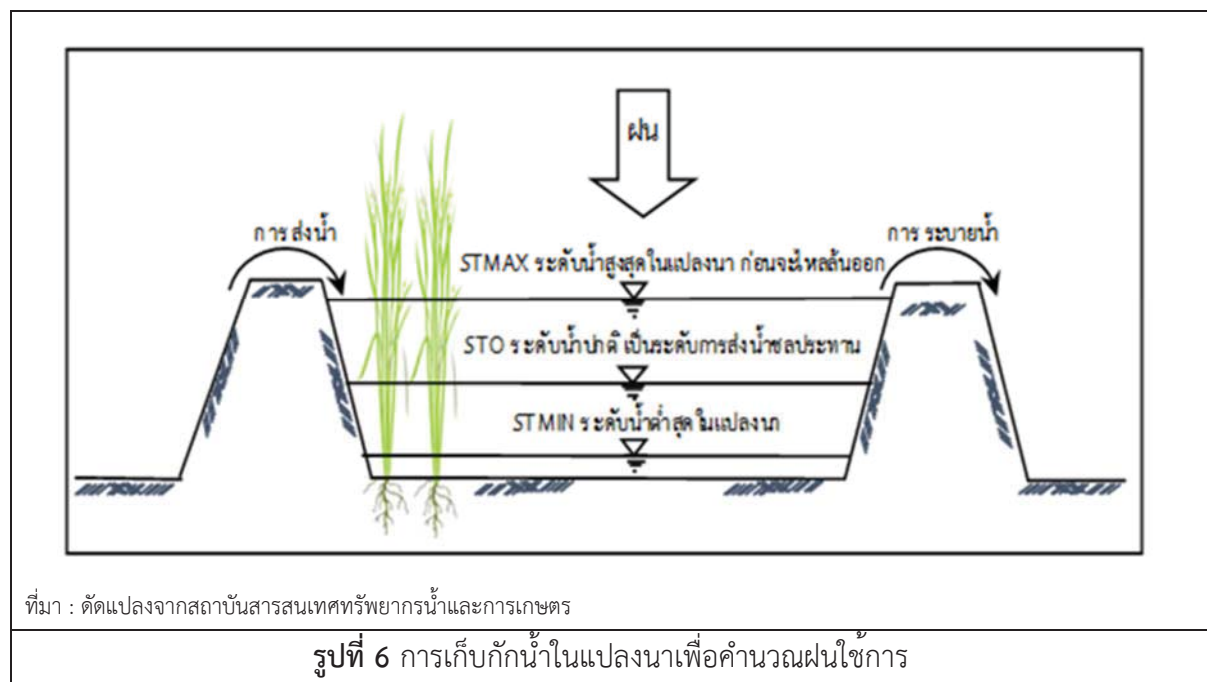 ฝน
การ ส่งน้ำ
การ ระบายน้ำ
STMAX ระดับน้ำสูงสุดในแปลงนา ก่อนจะไหลล้นออก
STO ระดับน้ำปกติ เป็นระดับการส่งน้ำชลประทาน
STMIN ระดับน้ำต่ำสุดในแปลงนา
ที่มา : ดัดแปลงจากสถาบันสารสนเทศทรัพยากรน้ำและการเกษตร
รูปที่ 6 การเก็บกักน้ำในแปลงนาเพื่อคำนวณฝนใช้การ